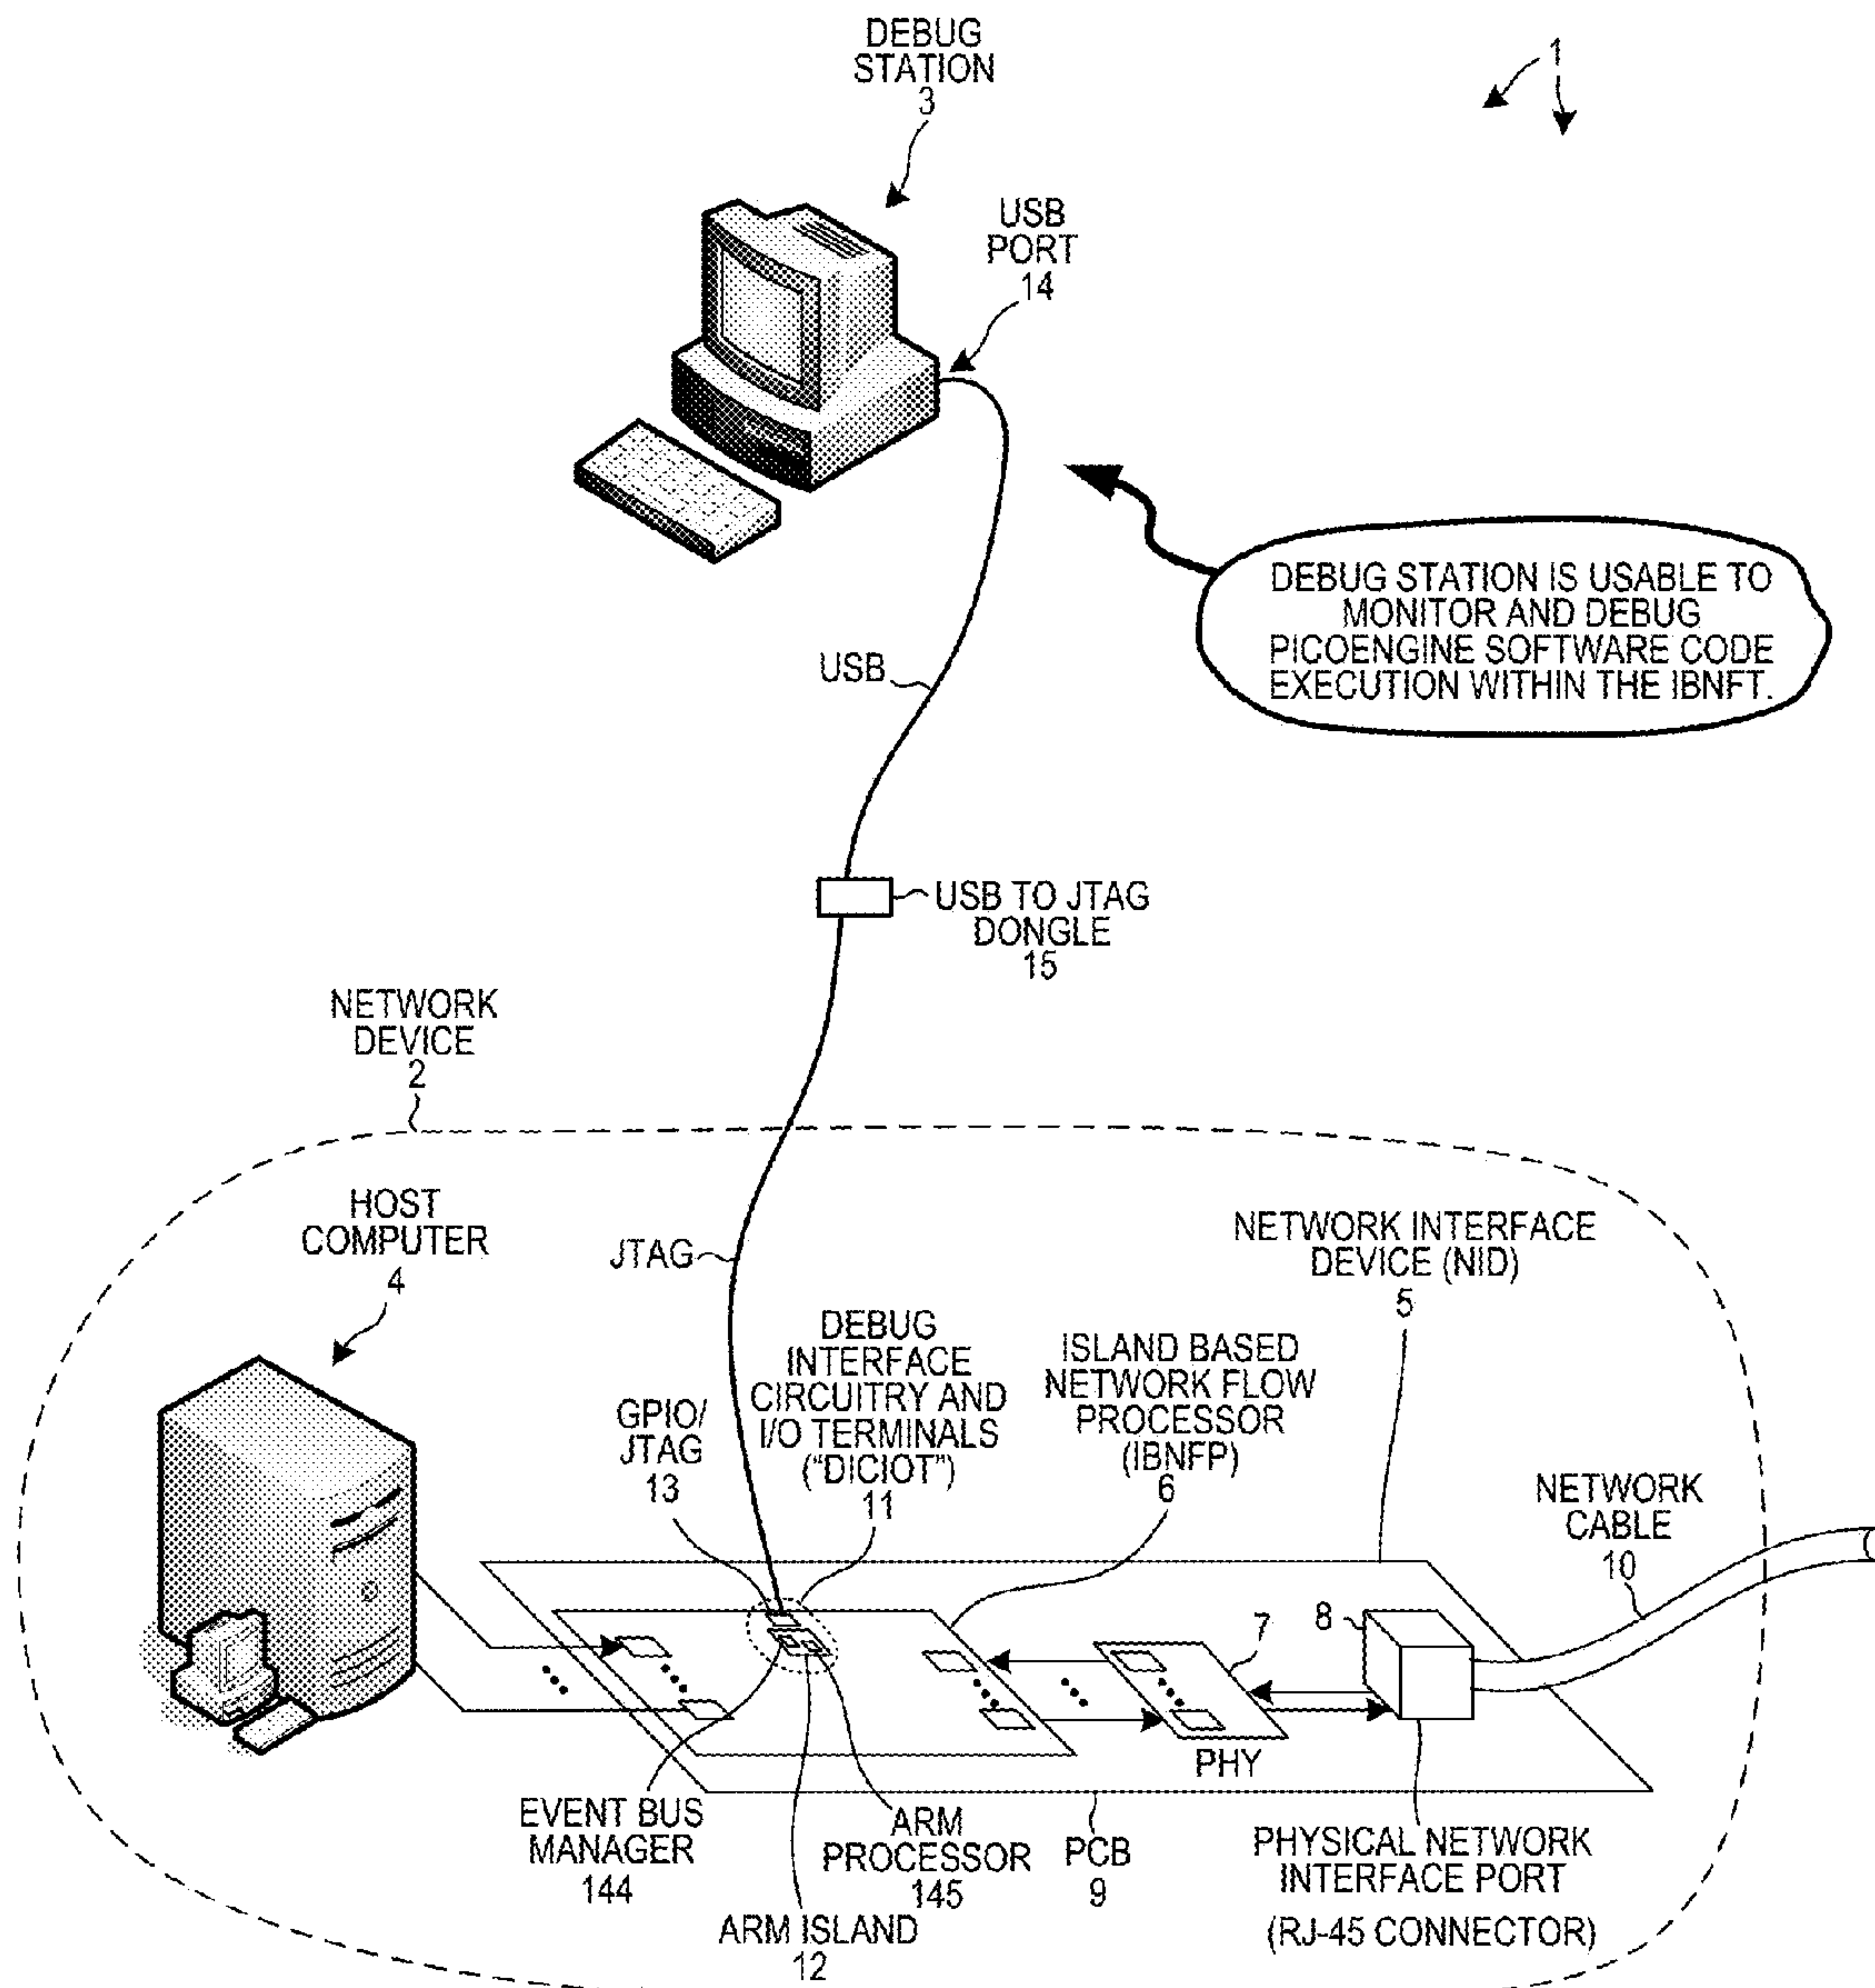 DEBUG
STATION
3
1
USB
PORT
14
DEBUG STATION IS USABLE TO
MONITOR AND DEBUG
PICOENGINE SOFTWARE CODE
EXECUTION WITHIN THE IBNFT.
USB
USB TO JTAG
DONGLE
15
NETWORK
DEVICE
2
HOST
COMPUTER
4
JTAG
NETWORK INTERFACE
DEVICE (NID)
5
DEBUG
INTERFACE
CIRCUITRY AND
I/O TERMINALS
("DICIOT")
11
ISLAND BASED
NETWORK FLOW
PROCESSOR
(IBNFP)
6
GPIO/
JTAG
13
NETWORK
CABLE
10
7
8
PHY
EVENT BUS
MANAGER
144
ARM
PROCESSOR
145
PCB
9
PHYSICAL NETWORK
INTERFACE PORT
(RJ-45 CONNECTOR)
ARM ISLAND
12